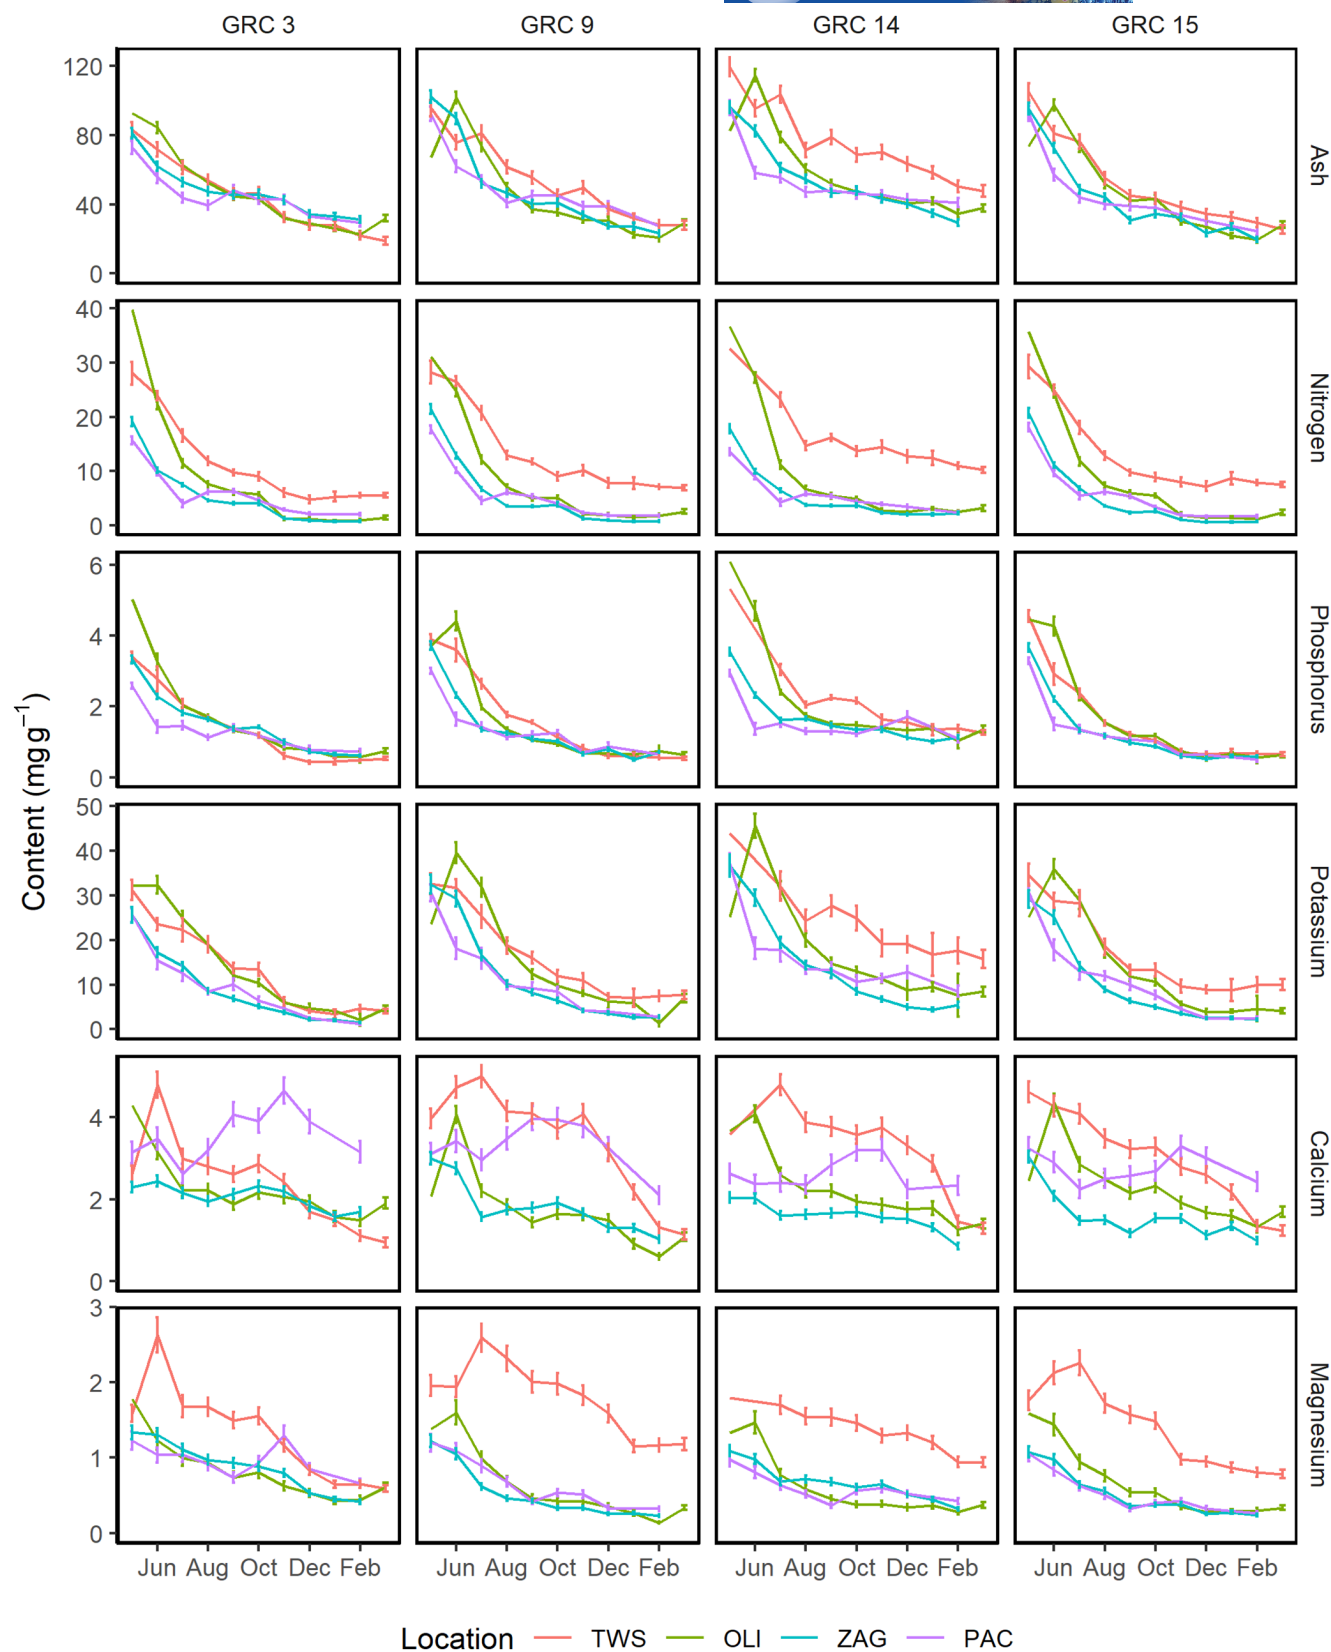 GRC 3 GRC 9 GRC 14 GRC 15
120
80
40
0
Ash
40
30
20
10
0
Nitrogen
6
4
2
0
Phosphorus
50
40
30
20
10
0
Potassium
4
2
0
Calcium
3
2
1
0
Magnesium
Content (mg g⁻¹)
Jun Aug Oct Dec Feb Jun Aug Oct Dec Feb Jun Aug Oct Dec Feb Jun Aug Oct Dec Feb
Location TWS OLI ZAG PAC